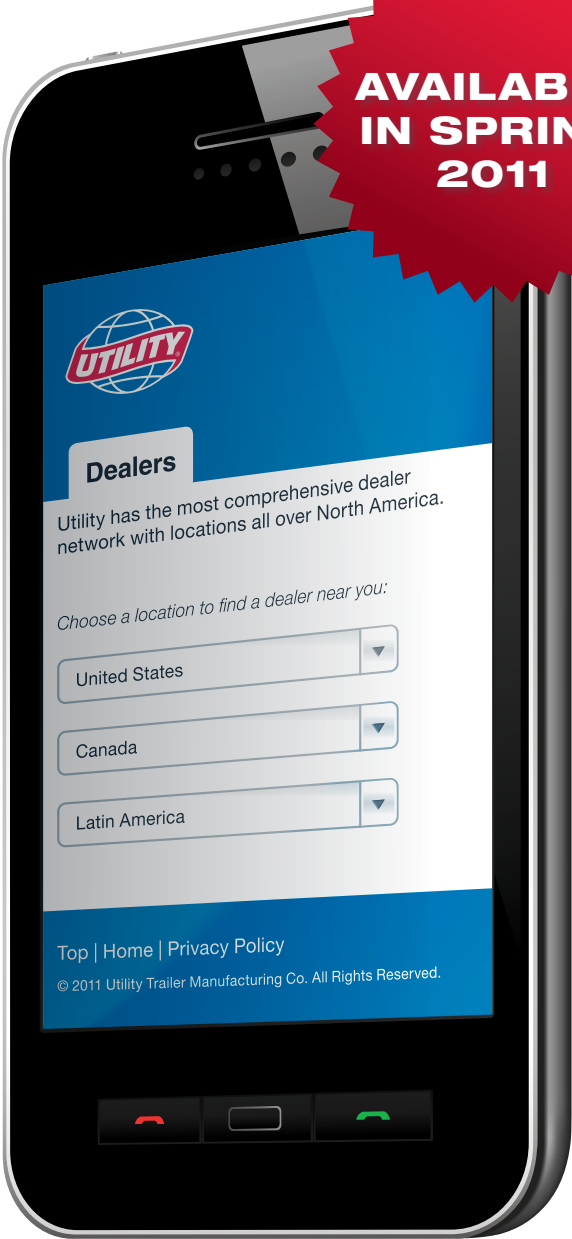 AVAILAB
IN SPRIN
2011
UTILITY
Dealers
Utility has the most comprehensive dealer
network with locations all over North America.
Choose a location to find a dealer near you:
United States
Canada
Latin America
Top | Home | Privacy Policy
© 2011 Utility Trailer Manufacturing Co. All Rights Reserved.